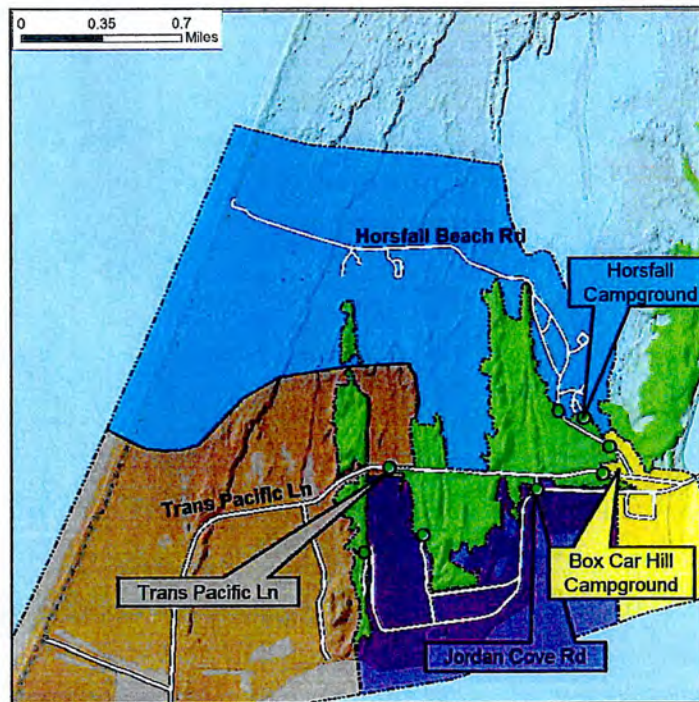 0 0.35 0.7
Miles
Horsfall Beach Rd
Horsfall
Campground
Trans Pacific Ln
Trans Pacific Ln
Box Car Hill
Campground
Jordan Cove Rd